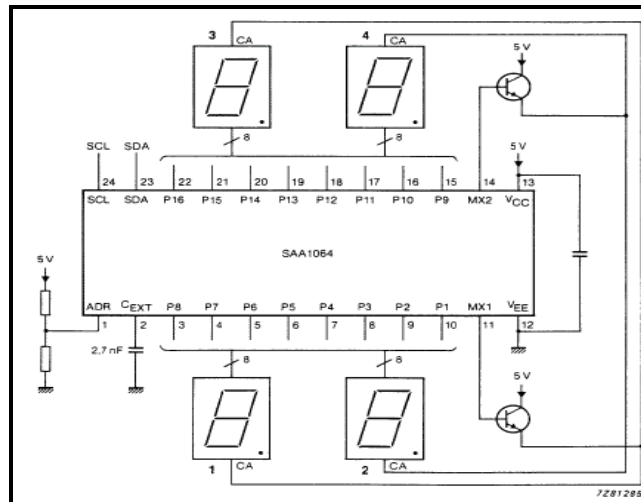 3 CA 4 CA
5 V
8 8
5 V
SCL SDA
24 23 22 21 20 19 18 17 16 15 14 13
SCL SDA P16 P15 P14 P13 P12 P11 P10 P9 MX2 VCC
SAA1064
5 V
ADR CEXT P8 P7 P6 P5 P4 P3 P2 P1 MX1 VEE
1 2 3 4 5 6 7 8 9 10 11 12
2,7 nF
8 8
5 V
1 CA 2 CA